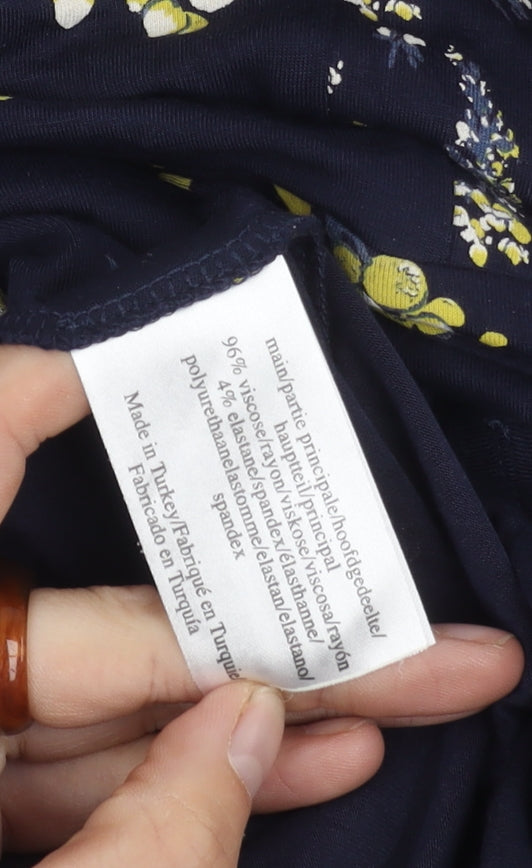 main/partie principale/hoofdgedeelte/
hauptteil/principal
96% viscose/rayon/viskose/viscosa/rayón
4% elastane/spandex/élasthanne/
polyurethaanelastomme/elastan/elastano/
spandex
Made in Turkey/Fabriqué en Turquie
Fabricado en Turquía